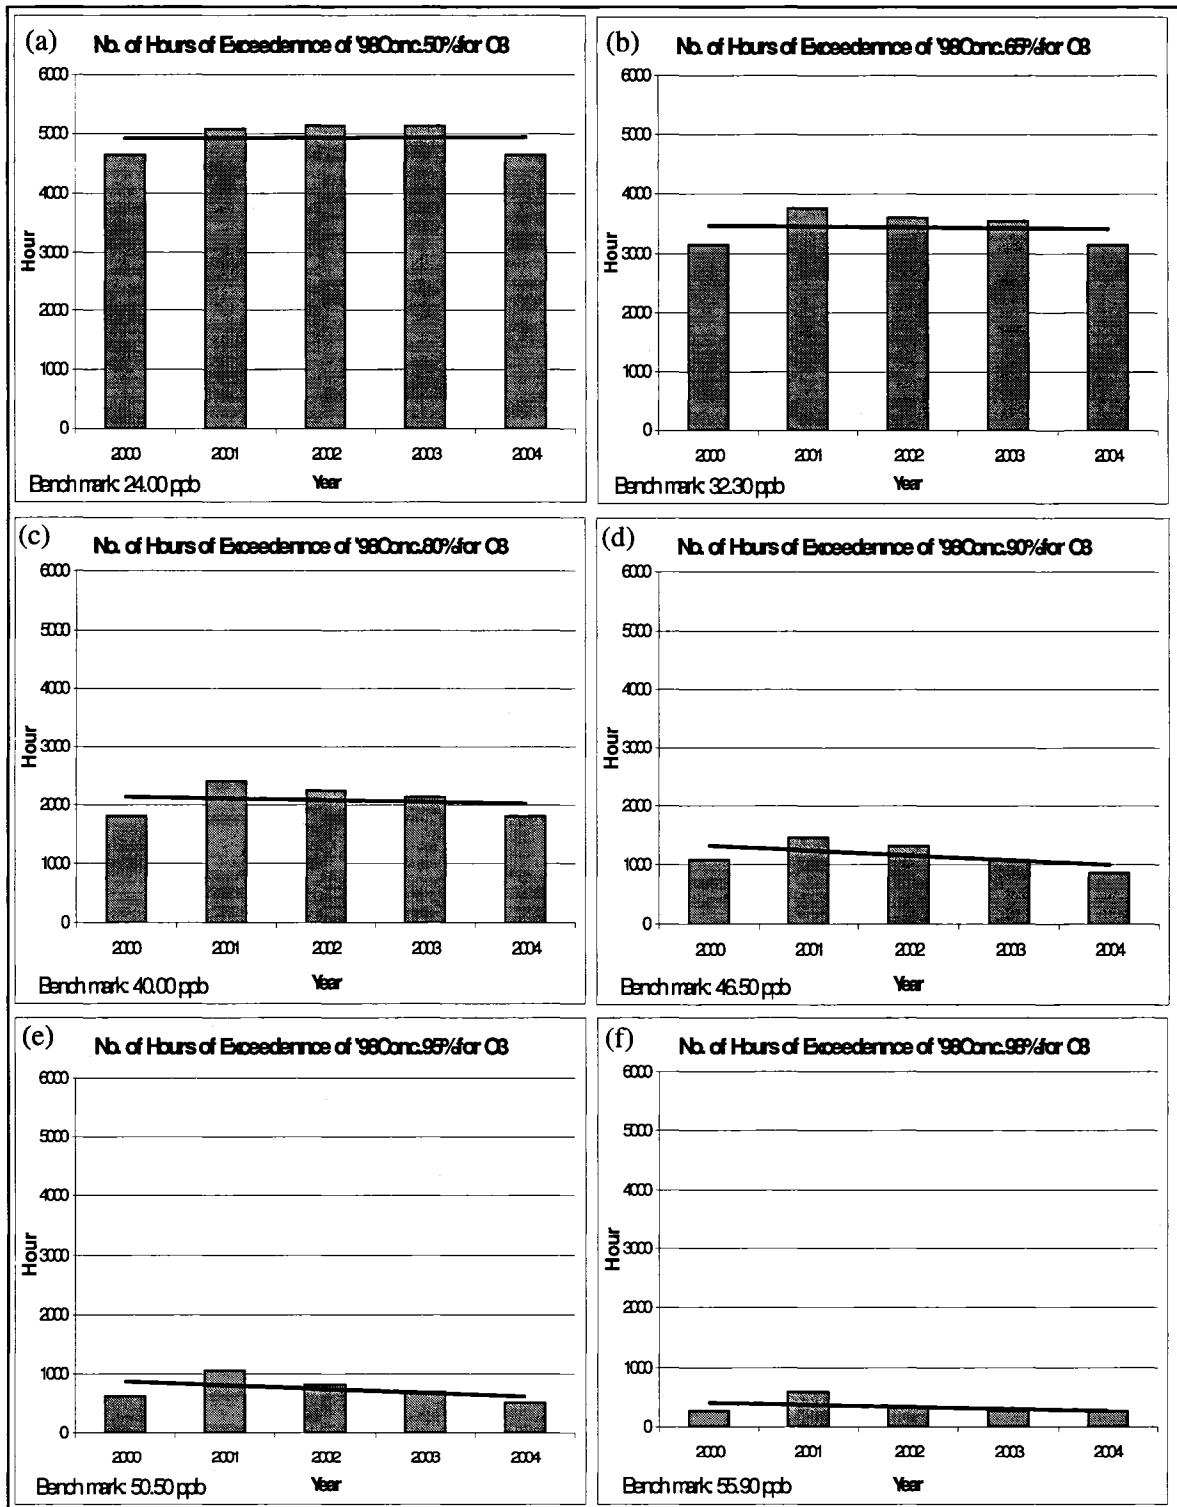 (a)
No. of Hours of Exceedennce of '98Conc.50%for O3
6000
5000
4000
3000
2000
1000
0
Hour
2000 2001 2002 2003 2004
Bench mark: 24.00 ppb
Year
(b)
No. of Hours of Exceedennce of '98Conc.65%for O3
6000
5000
4000
3000
2000
1000
0
Hour
2000 2001 2002 2003 2004
Bench mark: 32.30 ppb
Year
(c)
No. of Hours of Exceedennce of '98Conc.80%for O3
6000
5000
4000
3000
2000
1000
0
Hour
2000 2001 2002 2003 2004
Bench mark: 40.00 ppb
Year
(d)
No. of Hours of Exceedennce of '98Conc.90%for O3
6000
5000
4000
3000
2000
1000
0
Hour
2000 2001 2002 2003 2004
Bench mark: 46.50 ppb
Year
(e)
No. of Hours of Exceedennce of '98Conc.95%for O3
6000
5000
4000
3000
2000
1000
0
Hour
2000 2001 2002 2003 2004
Bench mark: 50.50 ppb
Year
(f)
No. of Hours of Exceedennce of '98Conc.98%for O3
6000
5000
4000
3000
2000
1000
0
Hour
2000 2001 2002 2003 2004
Bench mark: 55.90 ppb
Year